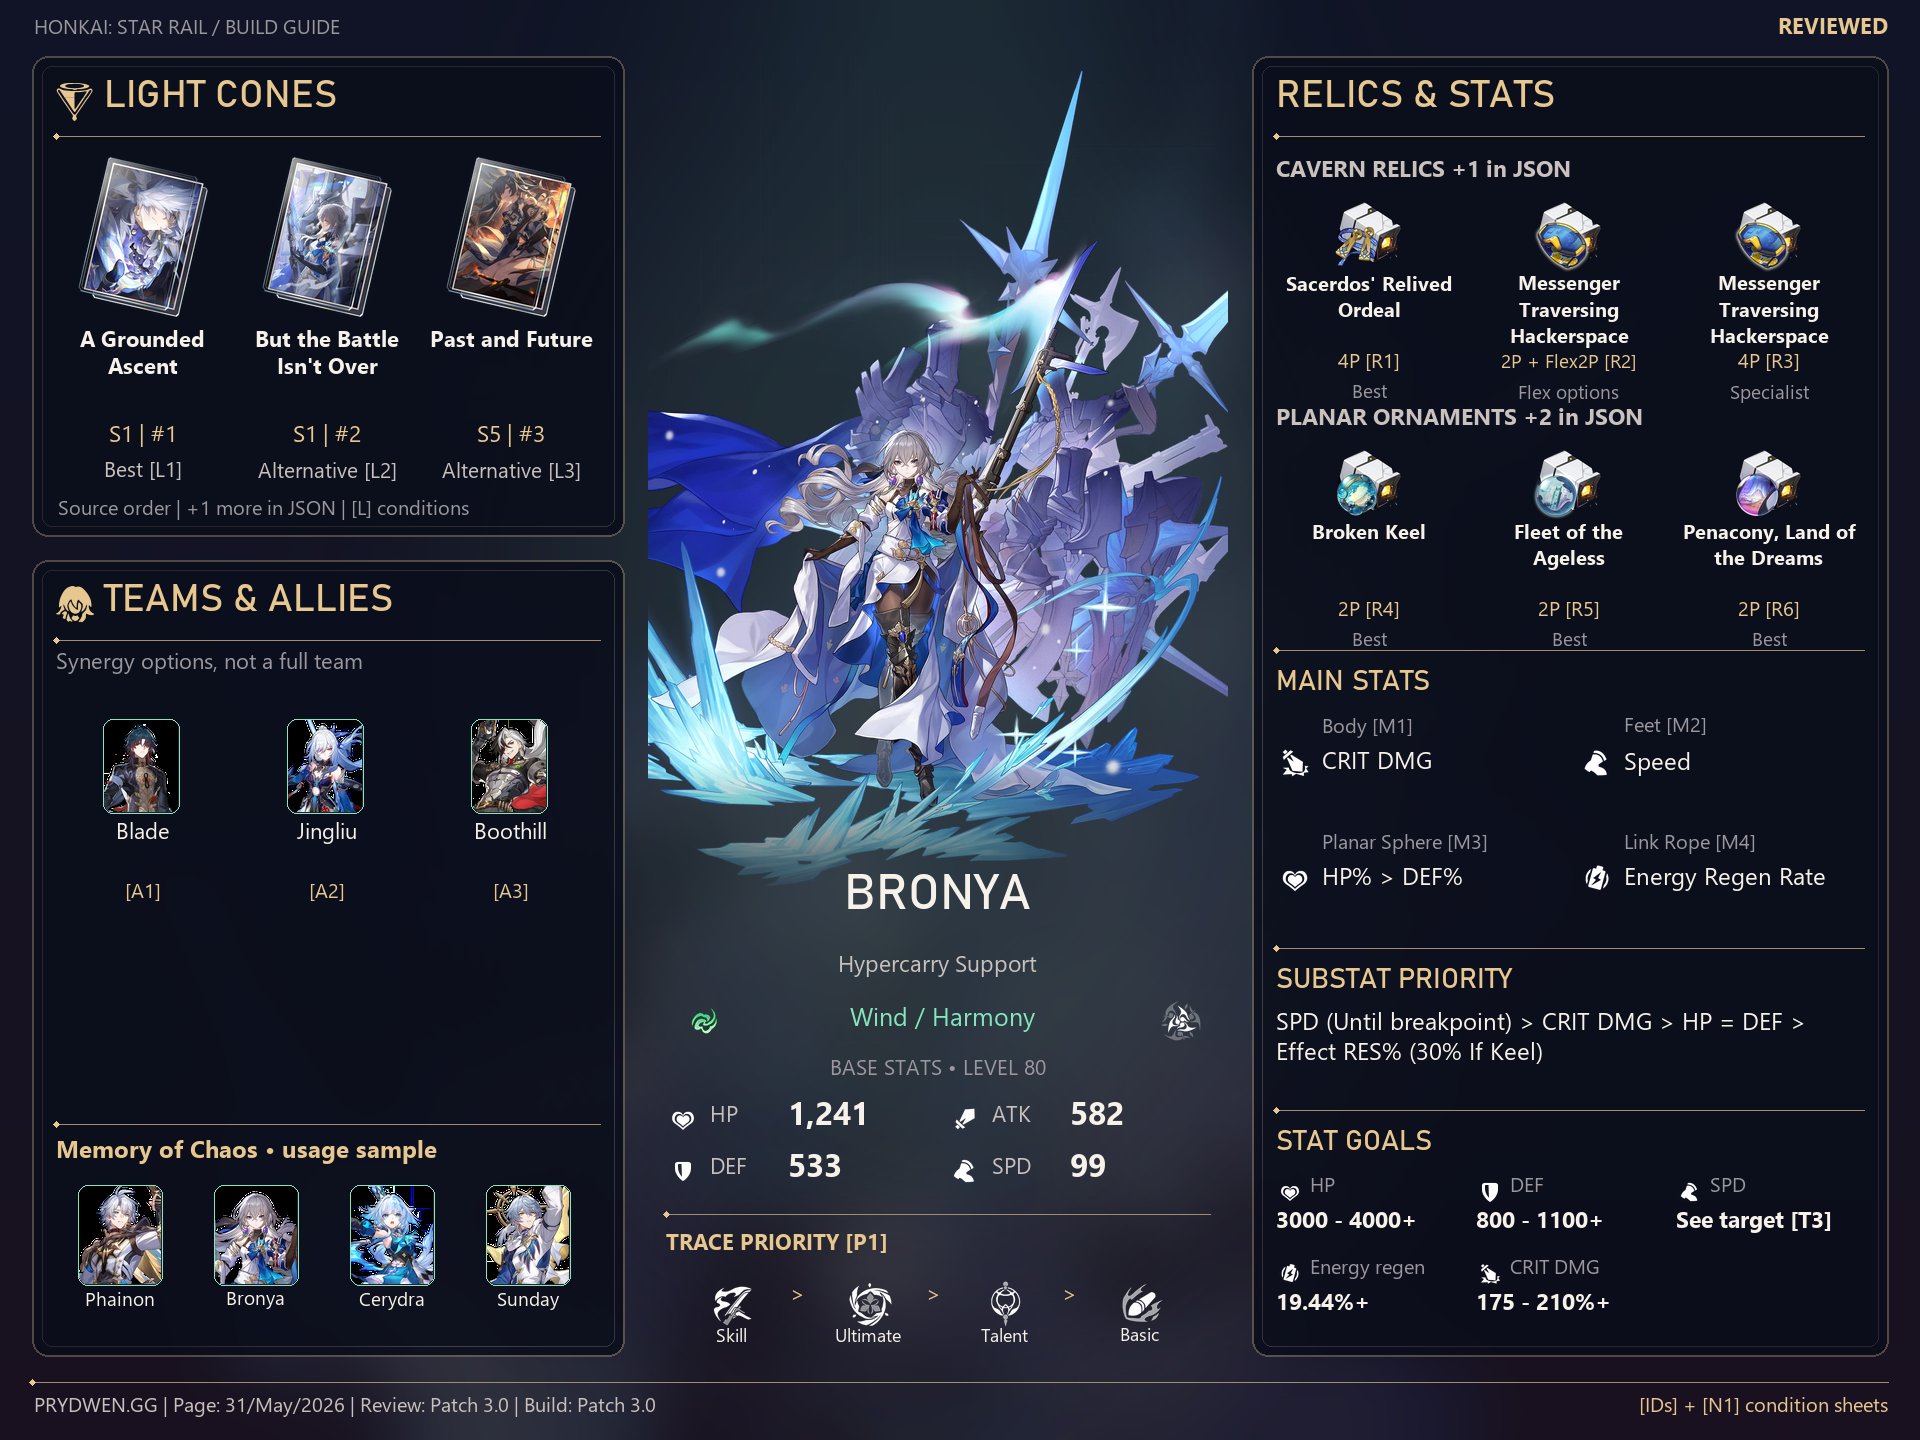 HONKAI: STAR RAIL / BUILD GUIDE
REVIEWED
LIGHT CONES
A Grounded Ascent
S1 | #1
Best [L1]
But the Battle Isn't Over
S1 | #2
Alternative [L2]
Past and Future
S5 | #3
Alternative [L3]
Source order | +1 more in JSON | [L] conditions
TEAMS & ALLIES
Synergy options, not a full team
Blade
[A1]
Jingliu
[A2]
Boothill
[A3]
Memory of Chaos • usage sample
Phainon
Bronya
Cerydra
Sunday
BRONYA
Hypercarry Support
Wind / Harmony
BASE STATS • LEVEL 80
HP 1,241
ATK 582
DEF 533
SPD 99
TRACE PRIORITY [P1]
Skill > Ultimate > Talent > Basic
RELICS & STATS
CAVERN RELICS +1 in JSON
Sacerdos' Relived Ordeal
4P [R1]
Best
Messenger Traversing Hackerspace
2P + Flex2P [R2]
Flex options
Messenger Traversing Hackerspace
4P [R3]
Specialist
PLANAR ORNAMENTS +2 in JSON
Broken Keel
2P [R4]
Best
Fleet of the Ageless
2P [R5]
Best
Penacony, Land of the Dreams
2P [R6]
Best
MAIN STATS
Body [M1]
CRIT DMG
Feet [M2]
Speed
Planar Sphere [M3]
HP% > DEF%
Link Rope [M4]
Energy Regen Rate
SUBSTAT PRIORITY
SPD (Until breakpoint) > CRIT DMG > HP = DEF >
Effect RES% (30% If Keel)
STAT GOALS
HP
3000 - 4000+
DEF
800 - 1100+
SPD
See target [T3]
Energy regen
19.44%+
CRIT DMG
175 - 210%+
PRYDWEN.GG | Page: 31/May/2026 | Review: Patch 3.0 | Build: Patch 3.0
[IDs] + [N1] condition sheets